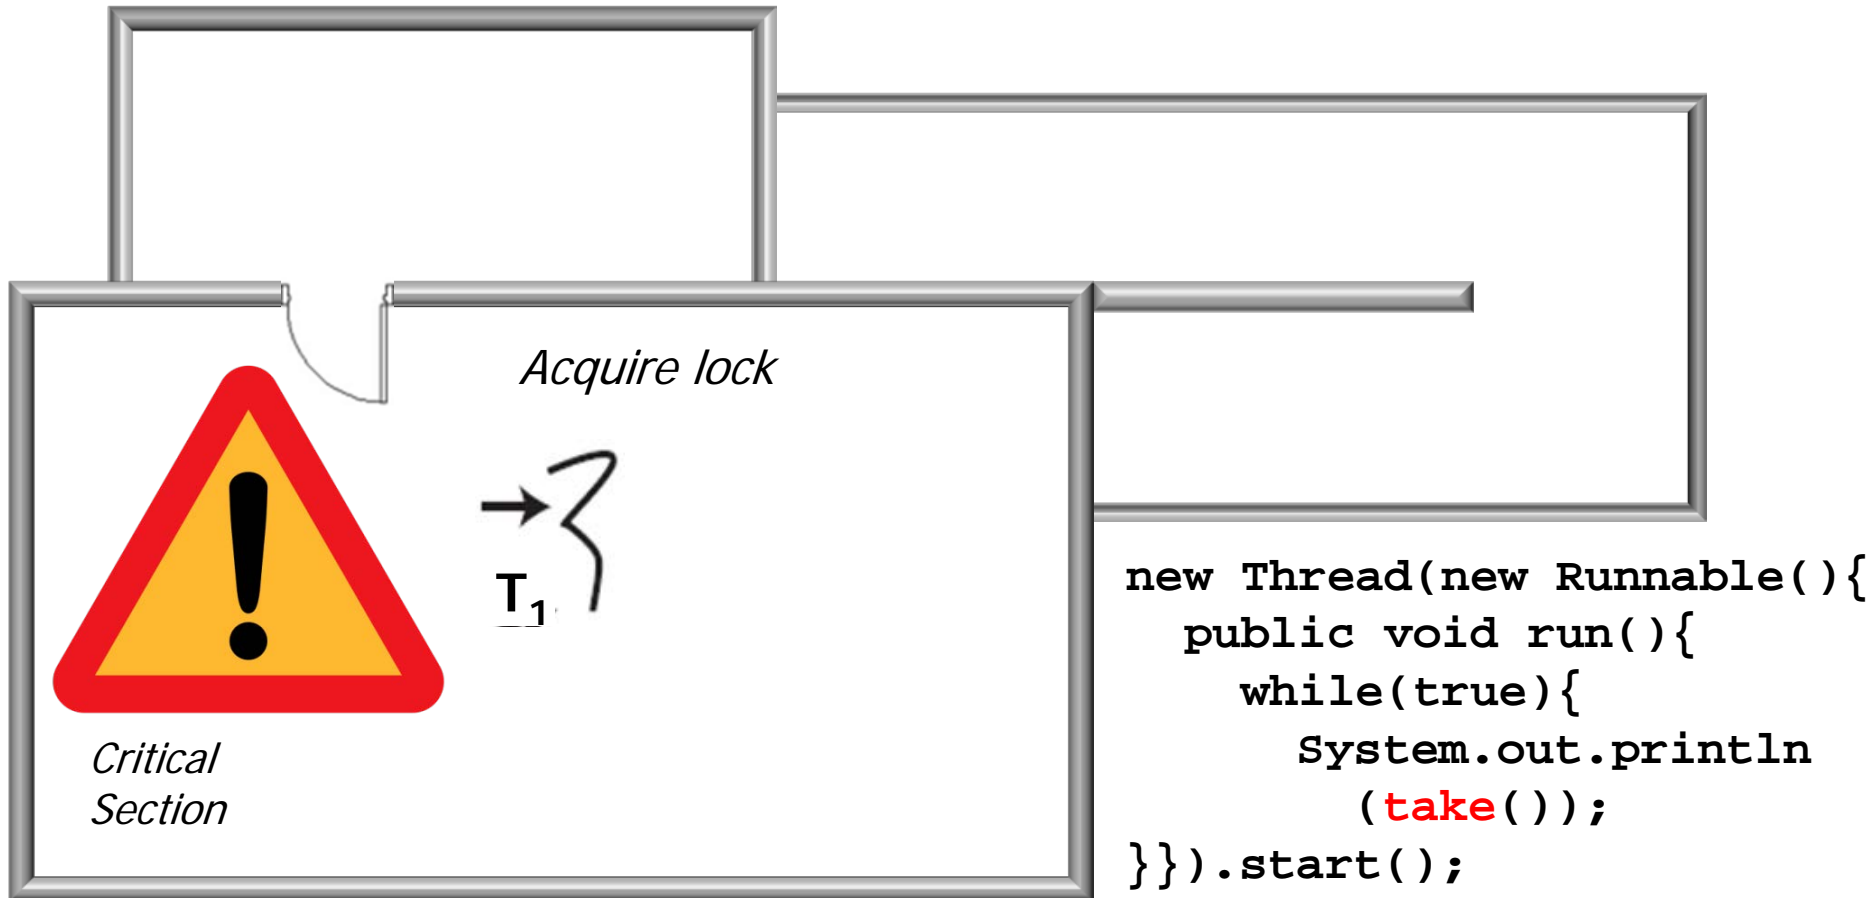 Acquire lock
T₁
Critical
Section
new Thread(new Runnable(){
public void run(){
while(true){
System.out.println
(take());
}}).start();